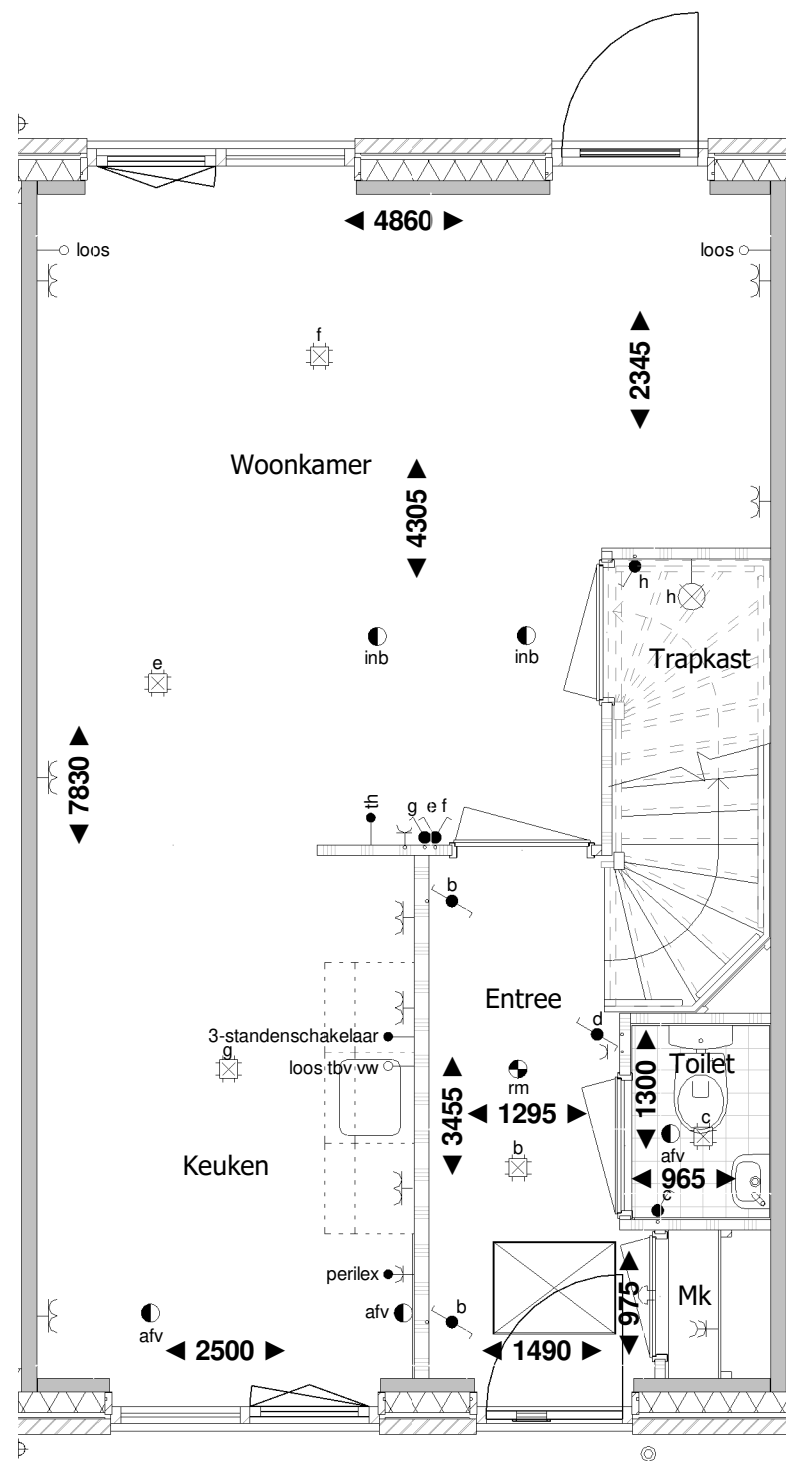 4860
loos
loos
f
2345
Woonkamer
4305
h
h
inb
inb
Trapkast
e
7830
th
g
e f
b
Entree
d
3-standenschakelaar
g
loos tbv vw
Toilet
1300
rm
3455
1295
c
afv
b
965
Keuken
c
perilex
975
Mk
afv
b
afv
2500
1490